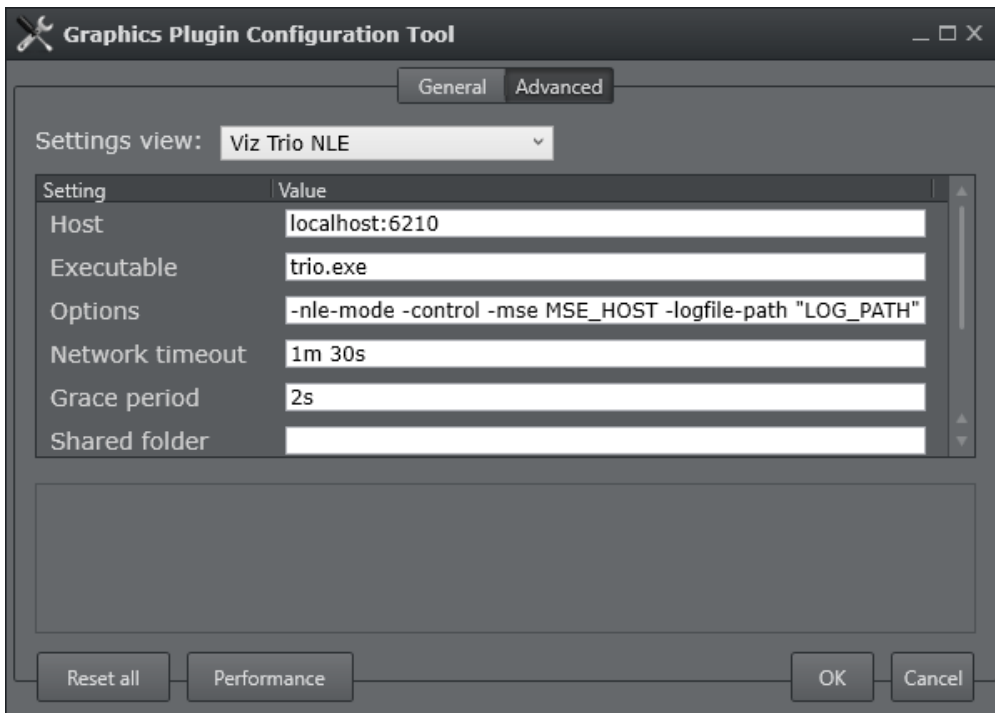 Graphics Plugin Configuration Tool
General Advanced
Settings view: Viz Trio NLE
Setting Value
Host localhost:6210
Executable trio.exe
Options -nle-mode -control -mse MSE_HOST -logfile-path "LOG_PATH"
Network timeout 1m 30s
Grace period 2s
Shared folder
Reset all Performance OK Cancel